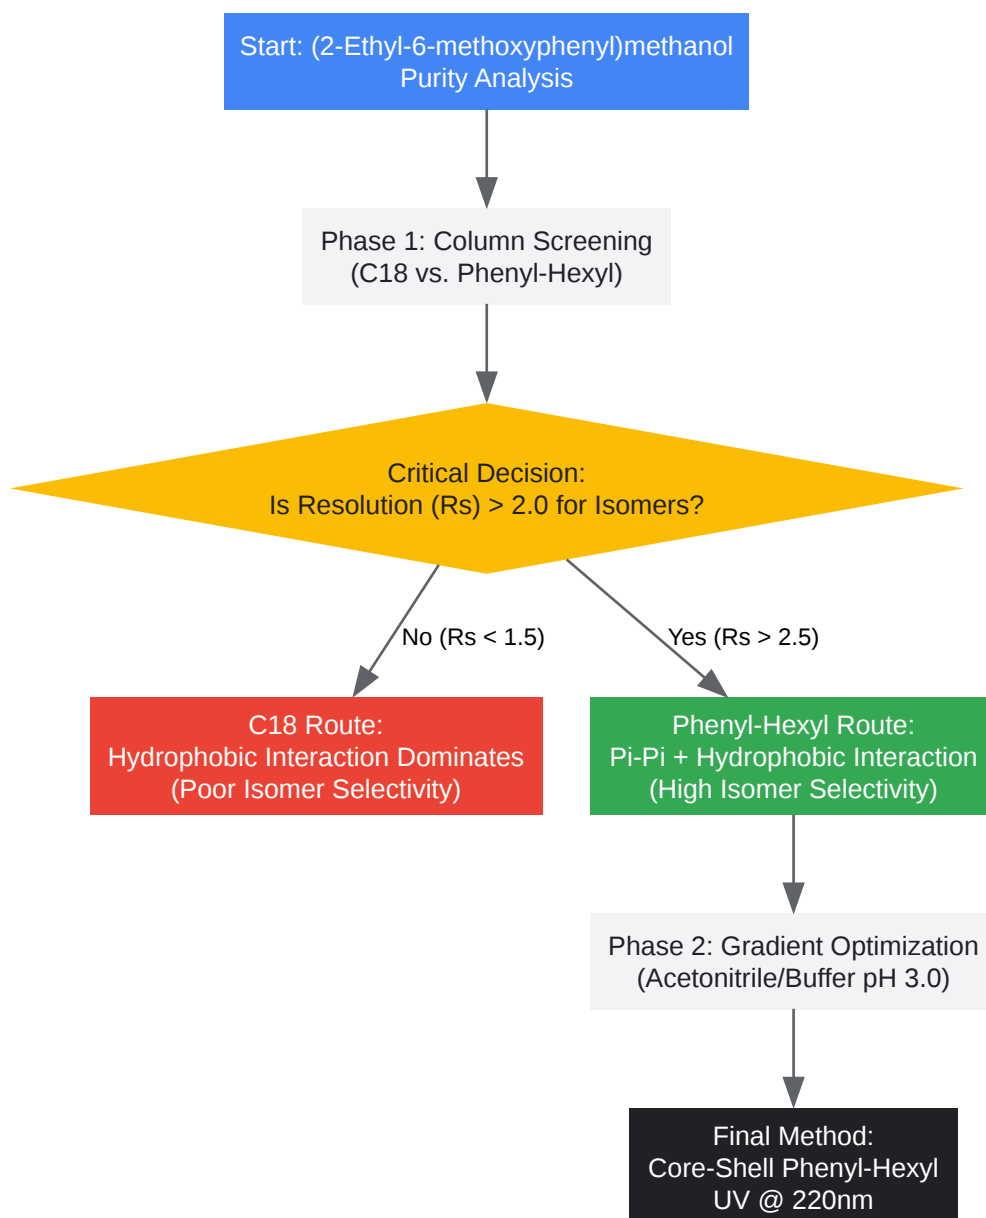 Start: (2-Ethyl-6-methoxyphenyl)methanol
Purity Analysis
Phase 1: Column Screening
(C18 vs. Phenyl-Hexyl)
Critical Decision:
Is Resolution (Rs) > 2.0 for Isomers?
No (Rs < 1.5)
Yes (Rs > 2.5)
C18 Route:
Hydrophobic Interaction Dominates
(Poor Isomer Selectivity)
Phenyl-Hexyl Route:
Pi-Pi + Hydrophobic Interaction
(High Isomer Selectivity)
Phase 2: Gradient Optimization
(Acetonitrile/Buffer pH 3.0)
Final Method:
Core-Shell Phenyl-Hexyl
UV @ 220nm